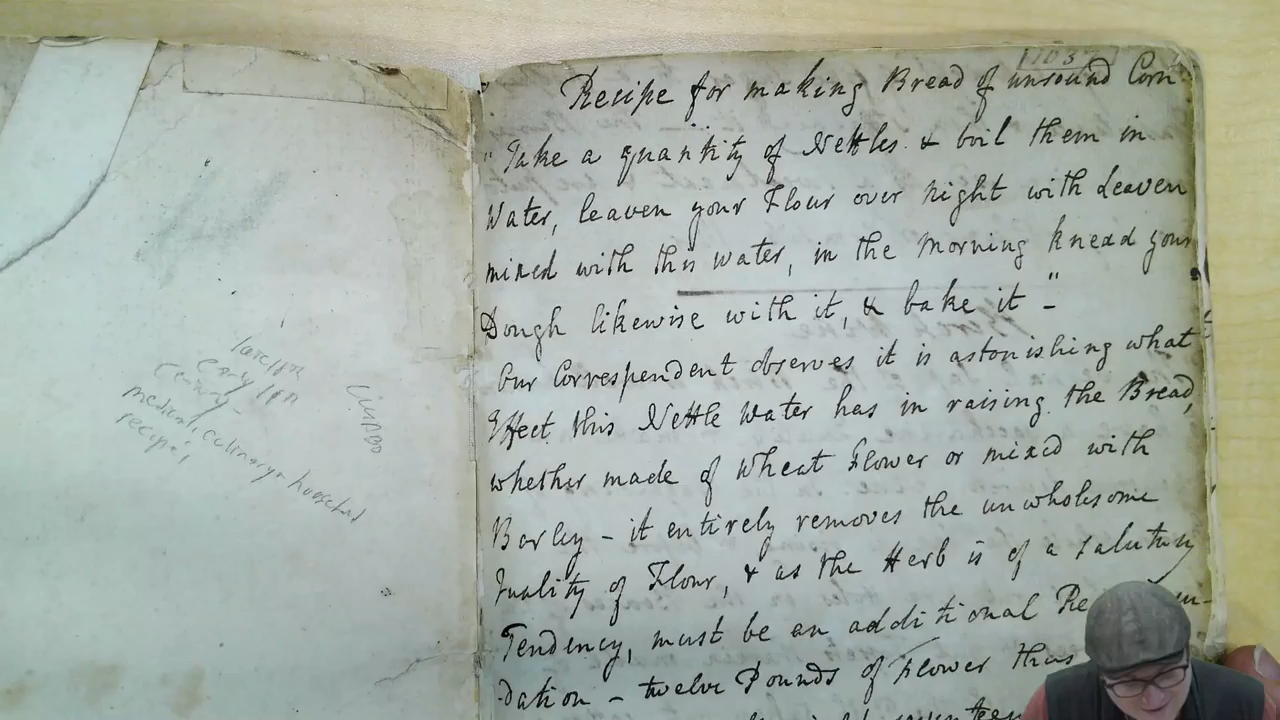 Recipe for making Bread of unsound Corn
"Take a quantity of Nettles & boil them in
Water, leaven your Flour over Night with Leaven
mixed with this water, in the Morning knead your
Dough likewise with it, & bake it"-
Our Correspondent observes it is astonishing what
Effect this Nettle Water has in raising the Bread,
whether made of Wheat Flower or mixed with
Barley - it entirely removes the unwholesome
Quality of Flour, & as the Herb is of a salutary
Tendency, must be an additional
dation - twelve Pounds of Flower thus
medical, culinary + household
recipes